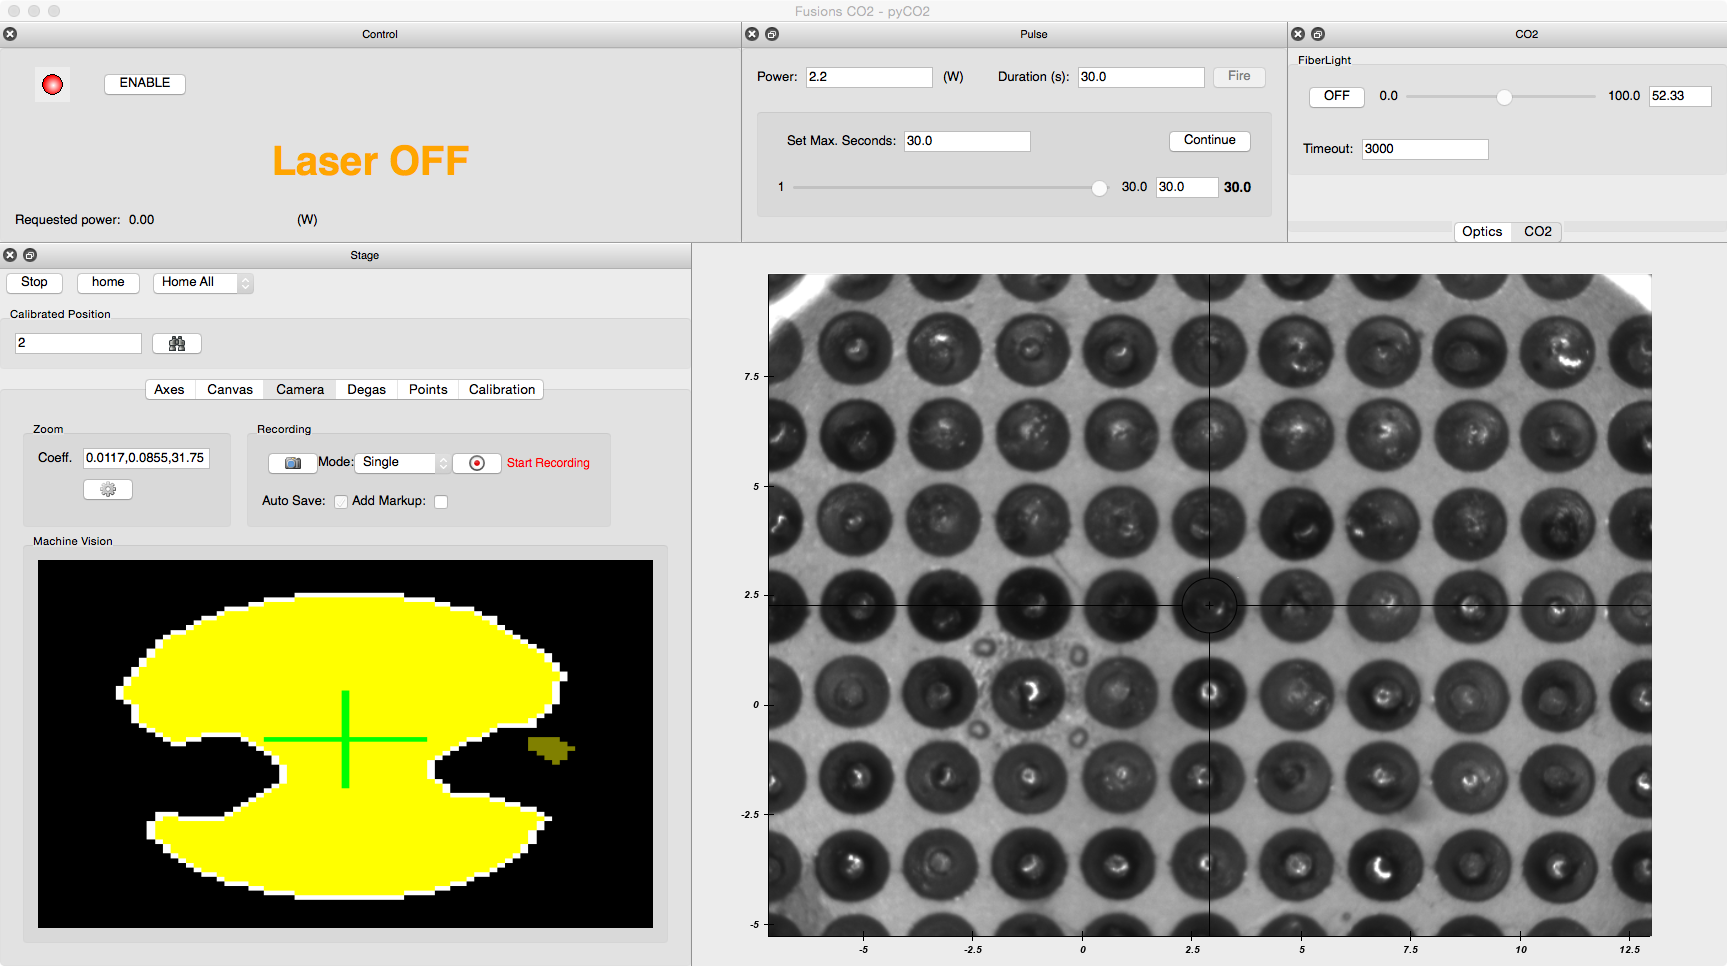 Fusions CO2 - pyCO2
Control
ENABLE
Laser OFF
Requested power: 0.00 (W)
Pulse
Power: 2.2 (W) Duration (s): 30.0 Fire
Set Max. Seconds: 30.0 Continue
1 30.0 30.0 30.0
CO2
FiberLight
OFF 0.0 100.0 52.33
Timeout: 3000
Optics CO2
Stage
Stop home Home All
Calibrated Position
2
Axes Canvas Camera Degas Points Calibration
Zoom
Coeff. 0.0117,0.0855,31.75
Recording
Mode: Single Start Recording
Auto Save: Add Markup:
Machine Vision
7.5
5
2.5
0
-2.5
-5
-5 -2.5 0 2.5 5 7.5 10 12.5